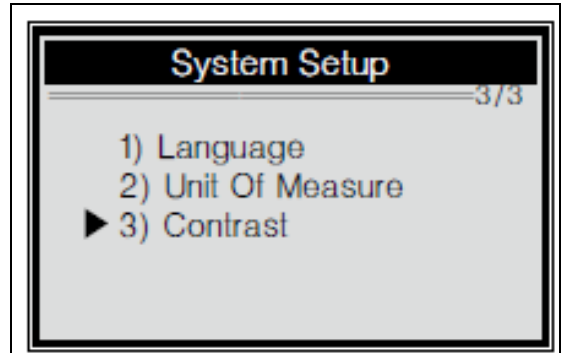 System Setup
3/3
1) Language
2) Unit Of Measure
▶ 3) Contrast